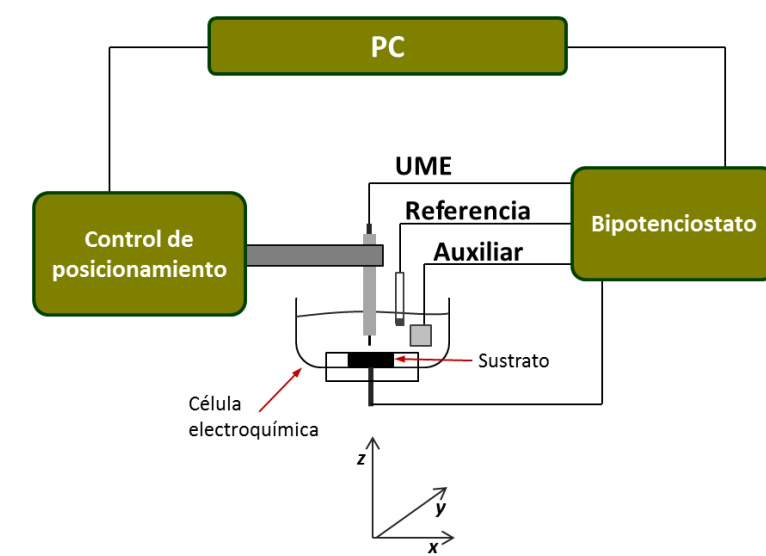 PC
UME
Referencia
Auxiliar
Control de
posicionamiento
Bipotenciostato
Sustrato
Célula
electroquímica
z
y
x